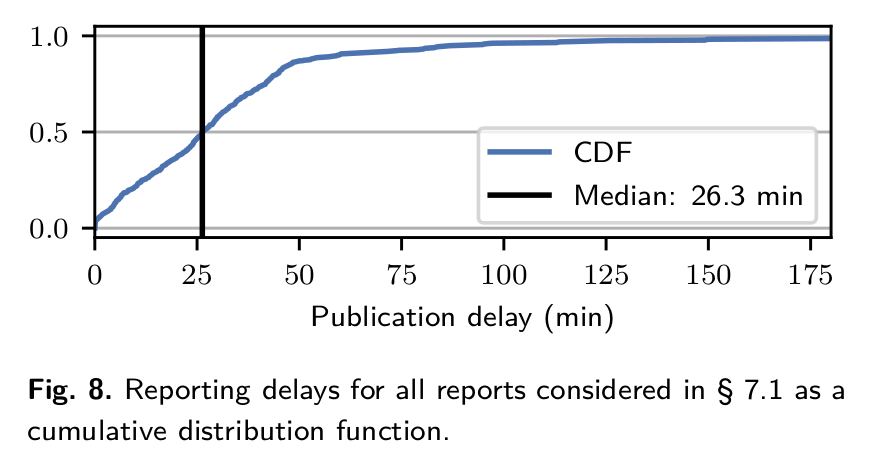 1.0
0.5
0.0
CDF
Median: 26.3 min
0 25 50 75 100 125 150 175
Publication delay (min)
Fig. 8. Reporting delays for all reports considered in § 7.1 as a
cumulative distribution function.